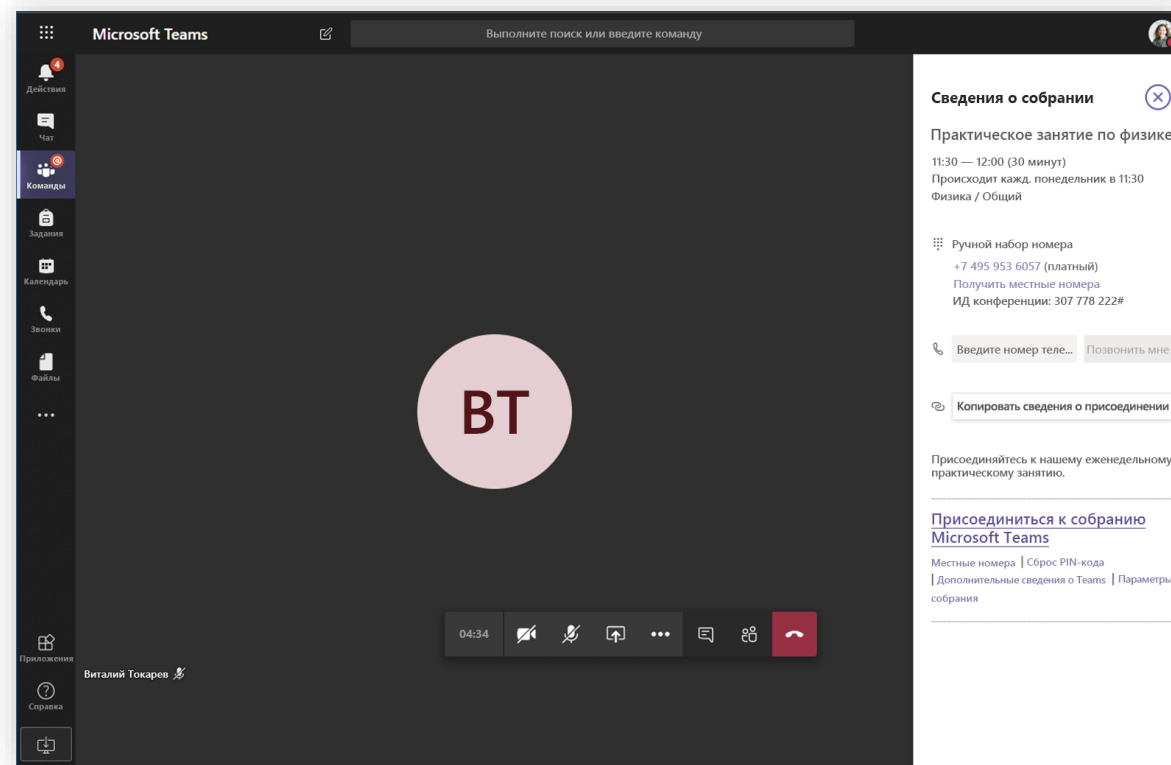 Microsoft Teams
Выполните поиск или введите команду
4
Действия
Чат
@
Команды
Задания
Календарь
Звонки
Файлы
Приложения
Справка
ВТ
04:34
Виталий Токарев
Сведения о собрании
Практическое занятие по физике
11:30 — 12:00 (30 минут)
Происходит кажд. понедельник в 11:30
Физика / Общий
Ручной набор номера
+7 495 953 6057 (платный)
Получить местные номера
ИД конференции: 307 778 222#
Введите номер теле... Позвонить мне
Копировать сведения о присоединении
Присоединяйтесь к нашему еженедельному
практическому занятию.
Присоединиться к собранию
Microsoft Teams
Местные номера | Сброс PIN-кода
| Дополнительные сведения о Teams | Параметры
собрания